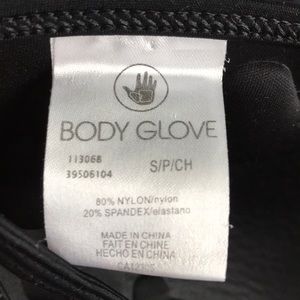 BODY GLOVE
113068
39506104 S/P/CH
80% NYLON/nylon
20% SPANDEX/elastano
MADE IN CHINA
FAIT EN CHINE
HECHO EN CHINA